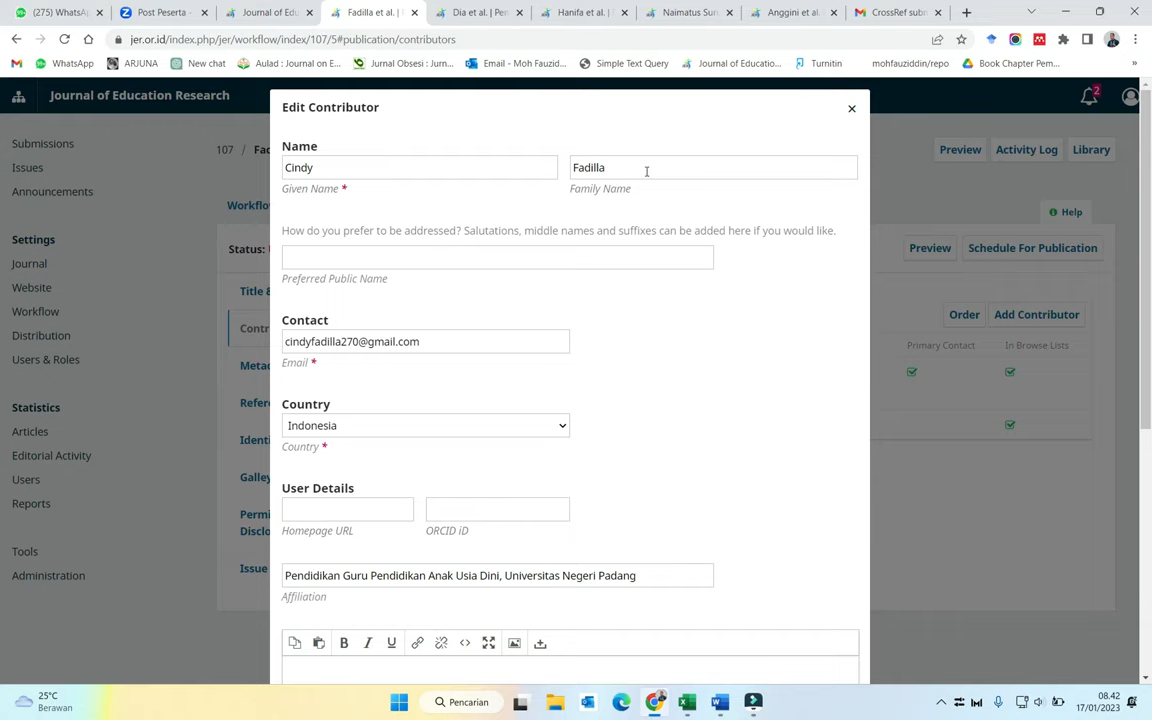 (275) WhatsA
Post Peserta -
Journal of Edu
Fadilla et al. |
Dia et al. | Pen
Hanifa et al. |
Naimatus Sur
Anggini et al.
CrossRef subm
jer.or.id/index.php/jer/workflow/index/107/5#publication/contributors
WhatsApp
ARJUNA
New chat
Aulad : Journal on E...
Jurnal Obsesi : Jurn...
Email - Moh Fauzid...
Simple Text Query
Journal of Educatio...
Turnitin
mohfauziddin/repo
Book Chapter Pem...
»
Journal of Education Research
2
Edit Contributor
×
Submissions
Issues
Announcements
Settings
Journal
Website
Workflow
Distribution
Users & Roles
Statistics
Articles
Editorial Activity
Users
Reports
Tools
Administration
107 / Fad
Preview
Activity Log
Library
Workflow
Help
Status:
Preview
Schedule For Publication
Title &
Contr
Metad
Refere
Identi
Galley
Permi
Disclo
Issue
Order
Add Contributor
Primary Contact
In Browse Lists
Name
Cindy
Fadilla
Given Name *
Family Name
How do you prefer to be addressed? Salutations, middle names and suffixes can be added here if you would like.
Preferred Public Name
Contact
cindyfadilla270@gmail.com
Email *
Country
Indonesia
Country *
User Details
Homepage URL
ORCID iD
Pendidikan Guru Pendidikan Anak Usia Dini, Universitas Negeri Padang
Affiliation
B I U
25°C
Berawan
Pencarian
08.42
17/01/2023